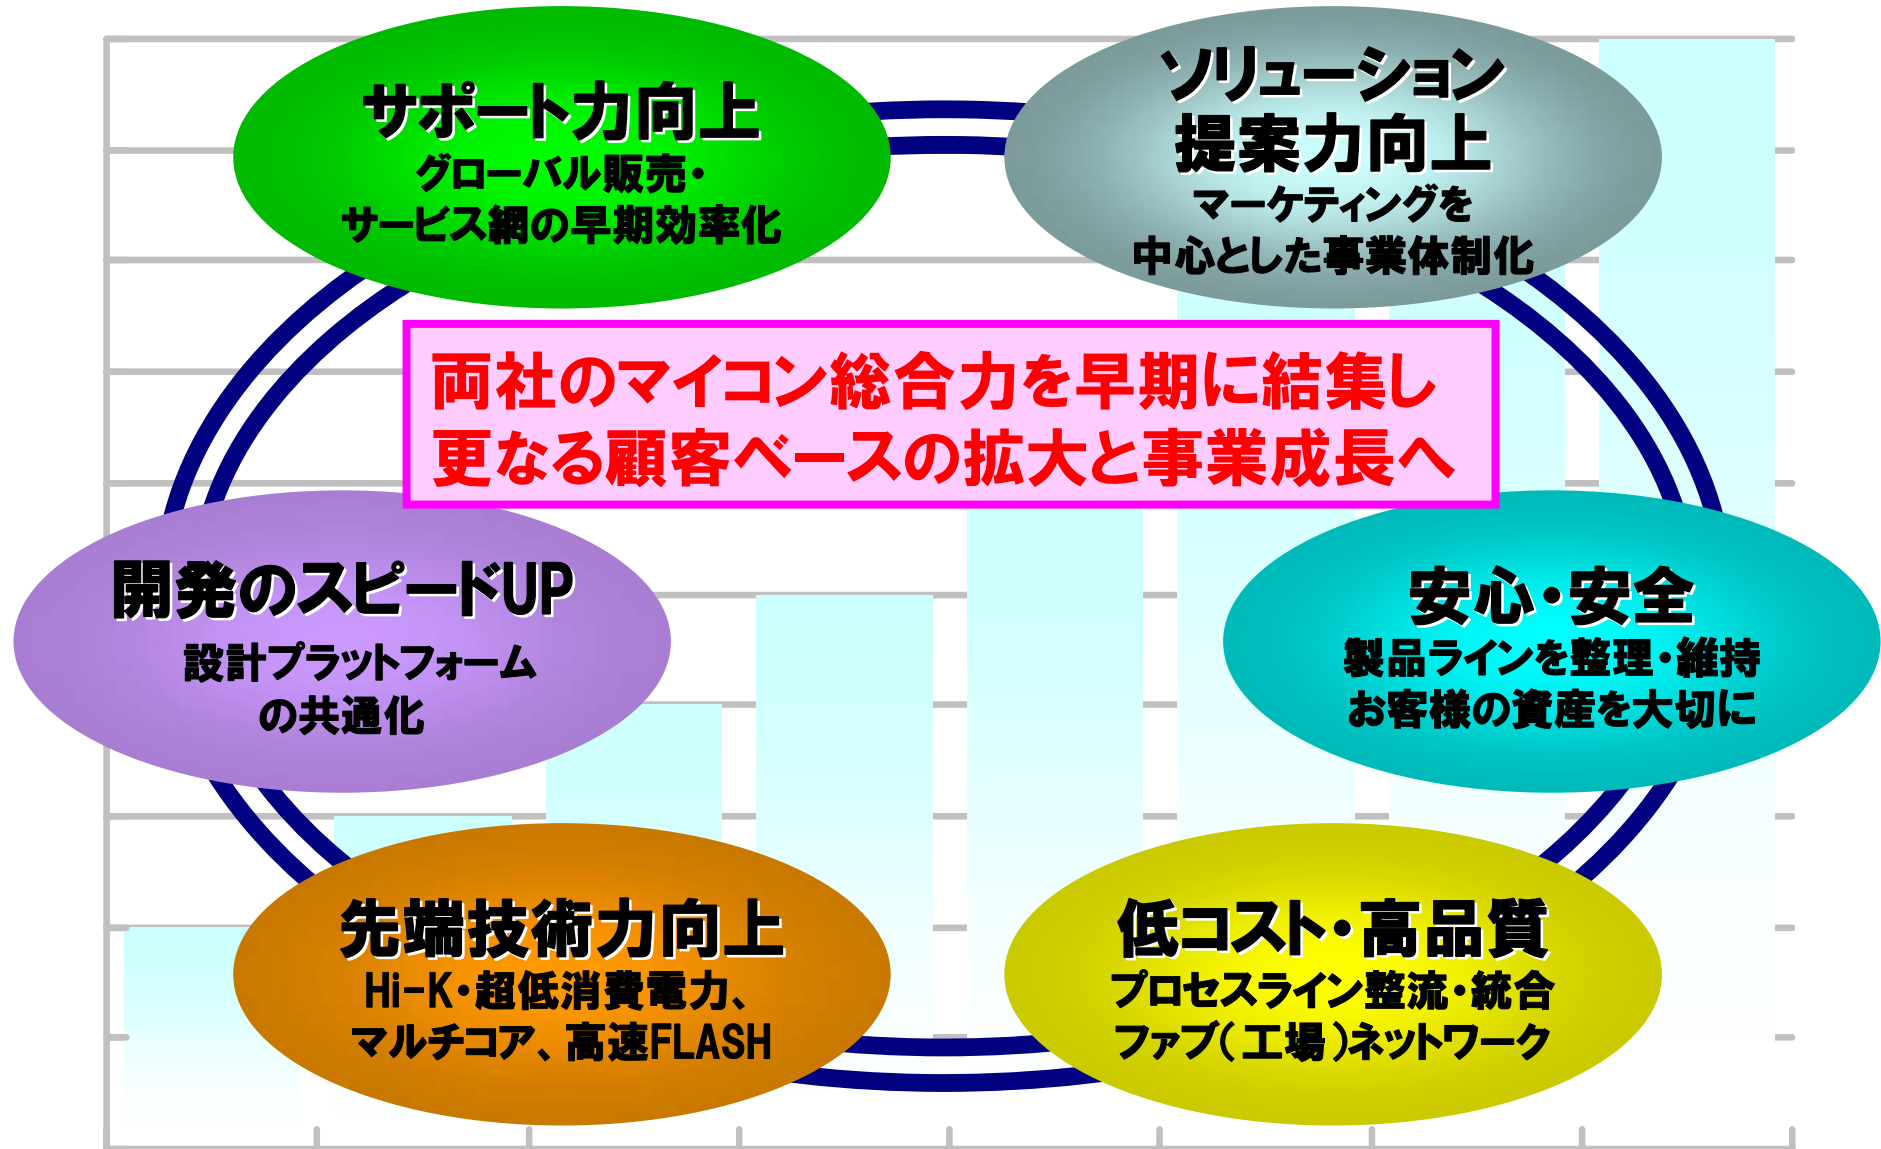 サポート力向上
グローバル販売・
サービス網の早期効率化
ソリューション
提案力向上
マーケティングを
中心とした事業体制化
両社のマイコン総合力を早期に結集し
更なる顧客ベースの拡大と事業成長へ
開発のスピードUP
設計プラットフォーム
の共通化
安心・安全
製品ラインを整理・維持
お客様の資産を大切に
先端技術力向上
Hi-K・超低消費電力、
マルチコア、高速FLASH
低コスト・高品質
プロセスライン整流・統合
ファブ（工場）ネットワーク